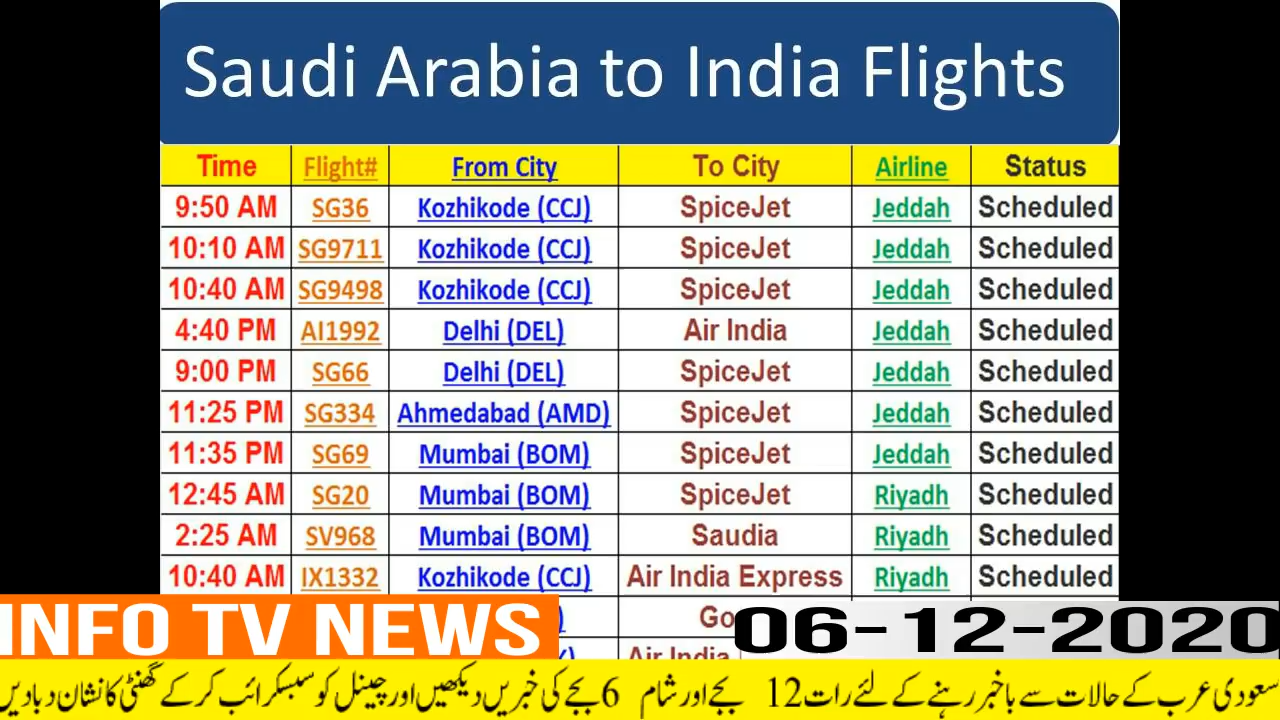 Saudi Arabia to India Flights
Time Flight# From City To City Airline Status
9:50 AM SG36 Kozhikode (CCJ) SpiceJet Jeddah Scheduled
10:10 AM SG9711 Kozhikode (CCJ) SpiceJet Jeddah Scheduled
10:40 AM SG9498 Kozhikode (CCJ) SpiceJet Jeddah Scheduled
4:40 PM AI1992 Delhi (DEL) Air India Jeddah Scheduled
9:00 PM SG66 Delhi (DEL) SpiceJet Jeddah Scheduled
11:25 PM SG334 Ahmedabad (AMD) SpiceJet Jeddah Scheduled
11:35 PM SG69 Mumbai (BOM) SpiceJet Jeddah Scheduled
12:45 AM SG20 Mumbai (BOM) SpiceJet Riyadh Scheduled
2:25 AM SV968 Mumbai (BOM) Saudia Riyadh Scheduled
10:40 AM IX1332 Kozhikode (CCJ) Air India Express Riyadh Scheduled
Go
Air India
INFO TV NEWS
06-12-2020
سعودی عرب کے حالات سے باخبر رہنے کے لئے رات 12 بجے اور شام 6 بجے کی خبریں دیکھیں اور چینل کو سبسکرائب کر کے گھنٹی کا نشان دبا دیں